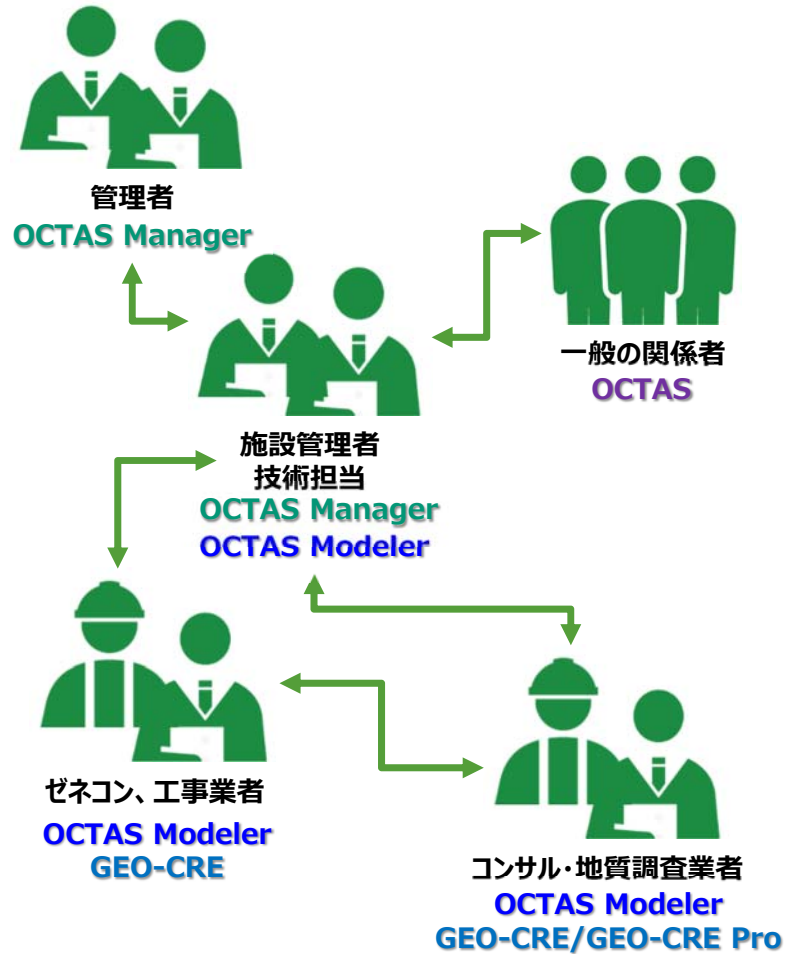 管理者
OCTAS Manager
一般の関係者
OCTAS
施設管理者
技術担当
OCTAS Manager
OCTAS Modeler
ゼネコン、工事業者
OCTAS Modeler
GEO-CRE
コンサル・地質調査業者
OCTAS Modeler
GEO-CRE/GEO-CRE Pro